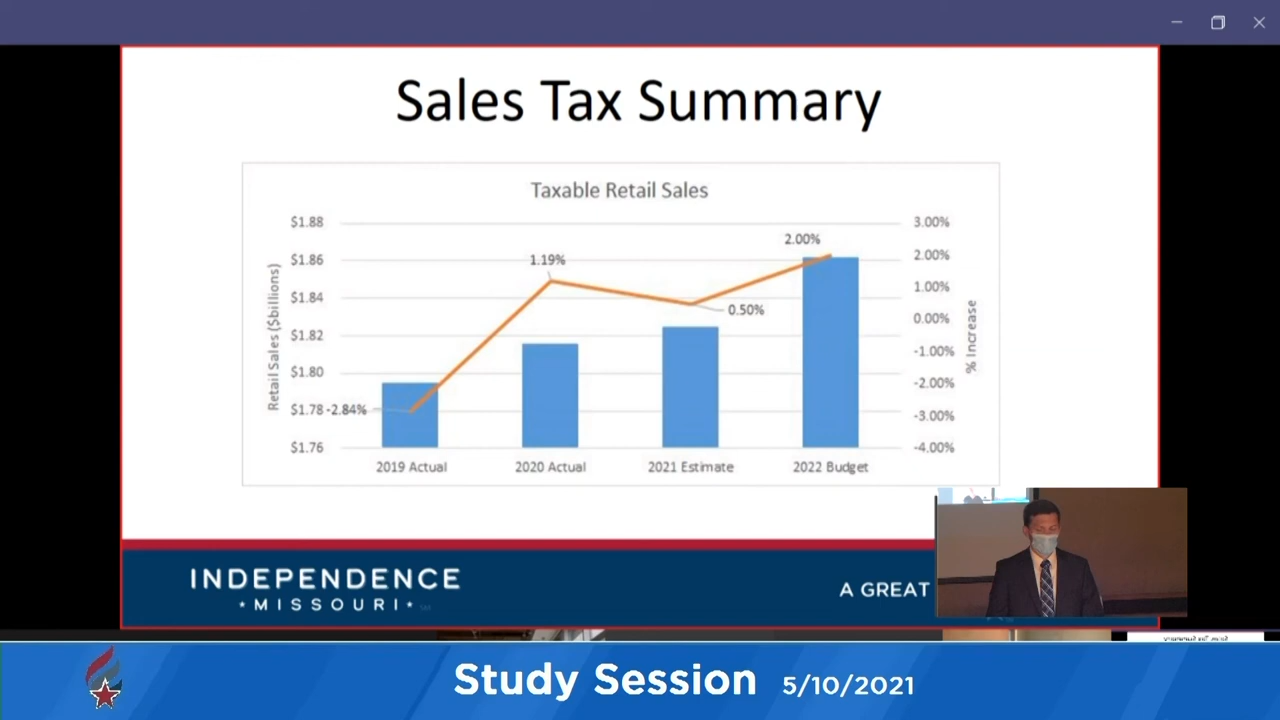 Sales Tax Summary
Taxable Retail Sales
Retail Sales ($billions)
$1.88
$1.86
$1.84
$1.82
$1.80
$1.78
$1.76
-2.84%
1.19%
0.50%
2.00%
3.00%
2.00%
1.00%
0.00%
-1.00%
-2.00%
-3.00%
-4.00%
% Increase
2019 Actual
2020 Actual
2021 Estimate
2022 Budget
INDEPENDENCE
MISSOURI
A GREAT
Study Session 5/10/2021